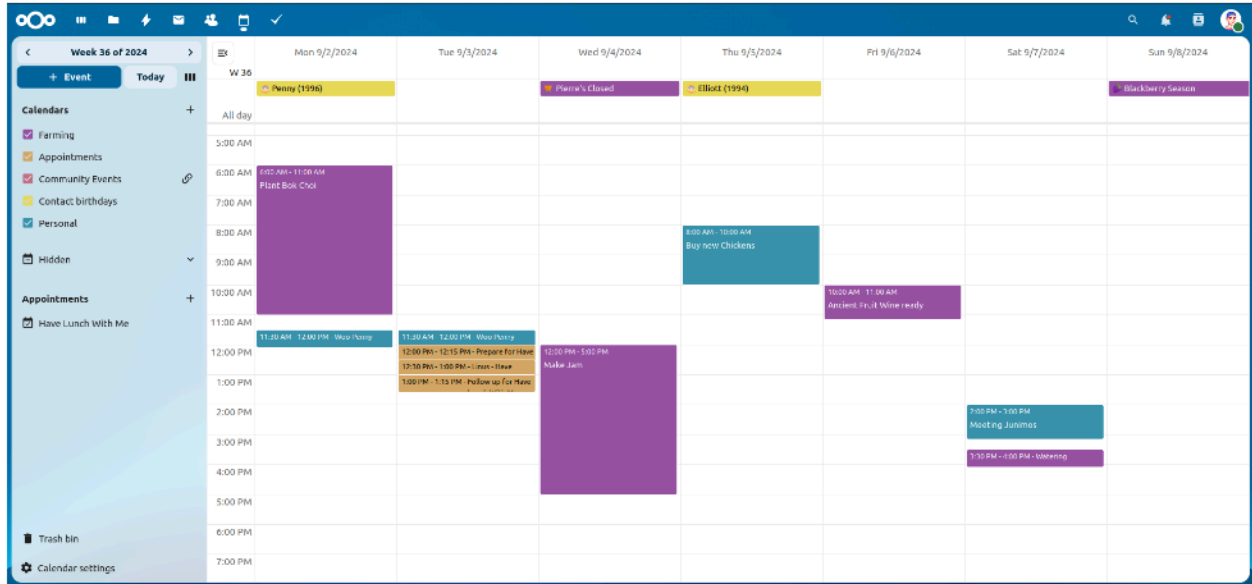 Week 36 of 2024
+ Event
Today
Calendars
Farming
Appointments
Community Events
Contact birthdays
Personal
Hidden
Appointments
Have Lunch With Me
Trash bin
Calendar settings
Mon 9/2/2024
Tue 9/3/2024
Wed 9/4/2024
Thu 9/5/2024
Fri 9/6/2024
Sat 9/7/2024
Sun 9/8/2024
W 36
Penny (1996)
Pierre's Closed
Elliott (1994)
Blackberry Season
All day
5:00 AM
6:00 AM
6:00 AM - 11:00 AM
Plant Bok Choi
7:00 AM
8:00 AM
8:00 AM - 10:00 AM
Buy new Chickens
9:00 AM
10:00 AM
10:00 AM - 11:00 AM
Ancient Fruit Wine ready
11:00 AM
11:30 AM - 12:00 PM - Woo Penny
11:30 AM - 12:00 PM - Woo Penny
12:00 PM
12:00 PM - 12:15 PM - Prepare for Have
12:30 PM - 1:00 PM - Linus - Have
12:00 PM - 5:00 PM
Make Jam
1:00 PM
1:00 PM - 1:15 PM - Follow up for Have
2:00 PM
2:00 PM - 3:00 PM
Meeting Junimos
3:00 PM
3:30 PM - 4:00 PM - Watering
4:00 PM
5:00 PM
6:00 PM
7:00 PM